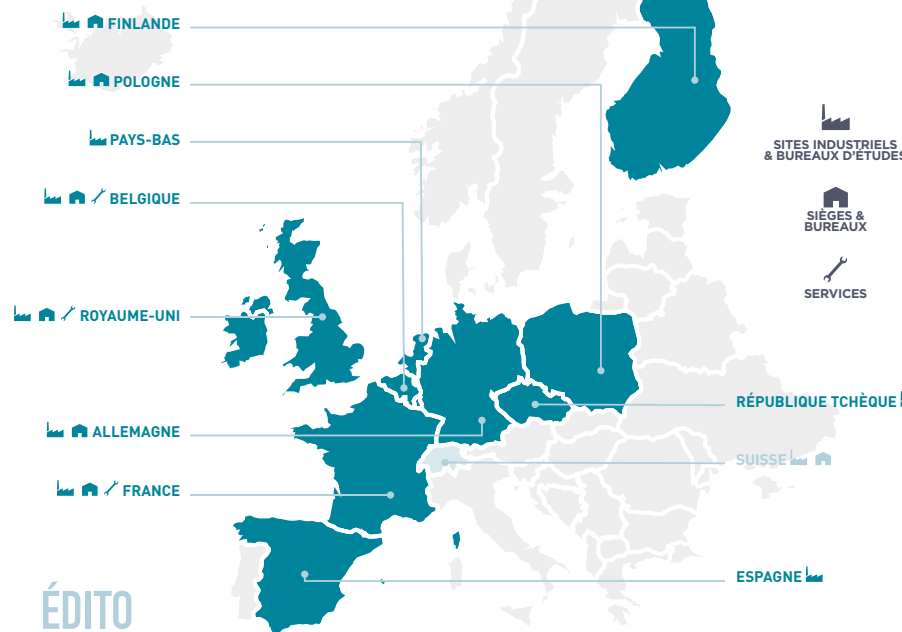 FINLANDE
POLOGNE
PAYS-BAS
BELGIQUE
ROYAUME-UNI
ALLEMAGNE
FRANCE
SITES INDUSTRIELS
& BUREAUX D'ÉTUDES
SIÈGES &
BUREAUX
SERVICES
RÉPUBLIQUE TCHÈQUE
SUISSE
ESPAGNE
ÉDITO